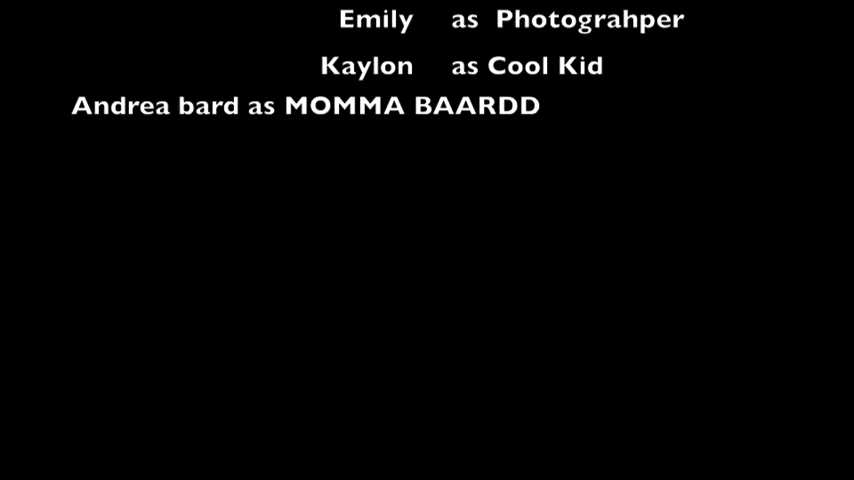 Emily as Photograhper
Kaylon as Cool Kid
Andrea bard as MOMMA BAARDD